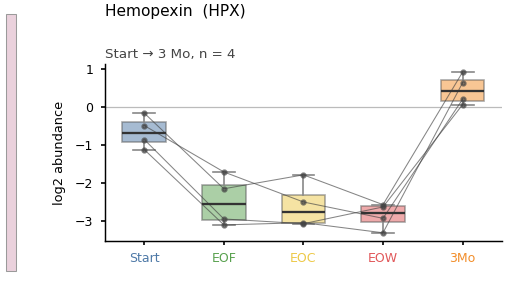 Hemopexin (HPX)
Start → 3 Mo, n = 4
log2 abundance
1
0
−1
−2
−3
Start EOF EOC EOW 3Mo